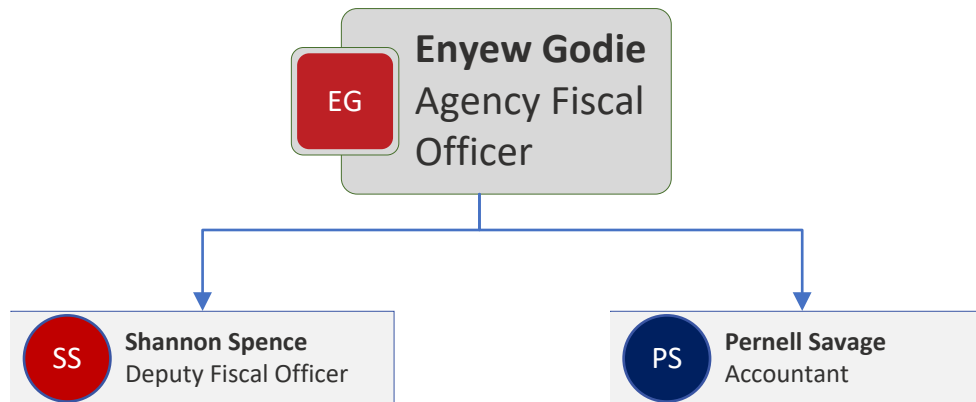 EG
Enyew Godie
Agency Fiscal
Officer
SS
Shannon Spence
Deputy Fiscal Officer
PS
Pernell Savage
Accountant